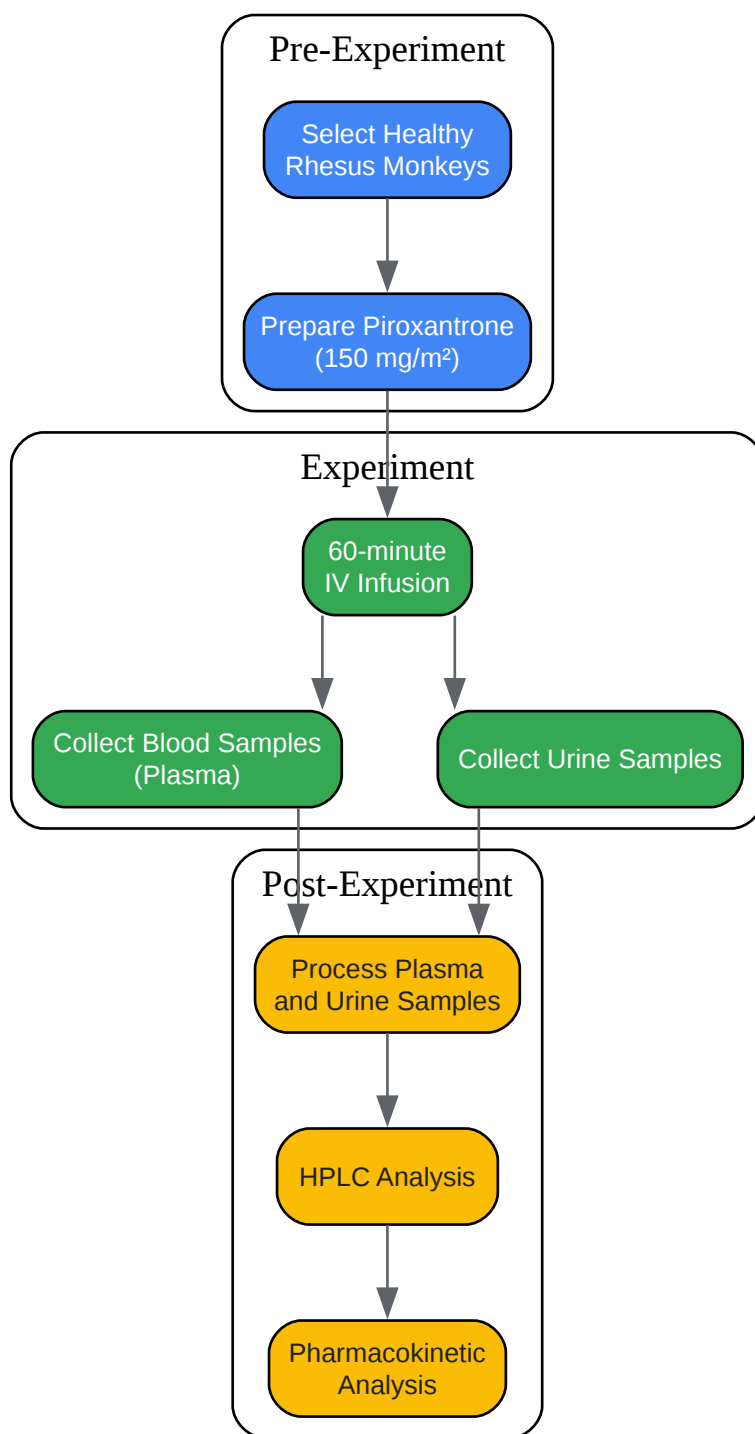 Pre-Experiment
Select Healthy
Rhesus Monkeys
Prepare Piroxantrone
(150 mg/m²)
Experiment
60-minute
IV Infusion
Collect Blood Samples
(Plasma)
Collect Urine Samples
Post-Experiment
Process Plasma
and Urine Samples
HPLC Analysis
Pharmacokinetic
Analysis